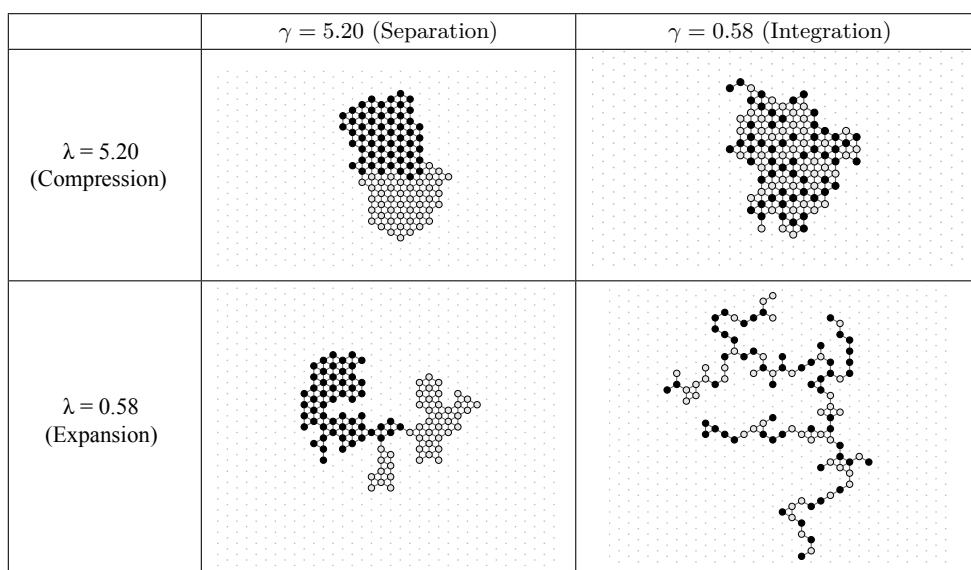 γ = 5.20 (Separation)
γ = 0.58 (Integration)
λ = 5.20
(Compression)
λ = 0.58
(Expansion)